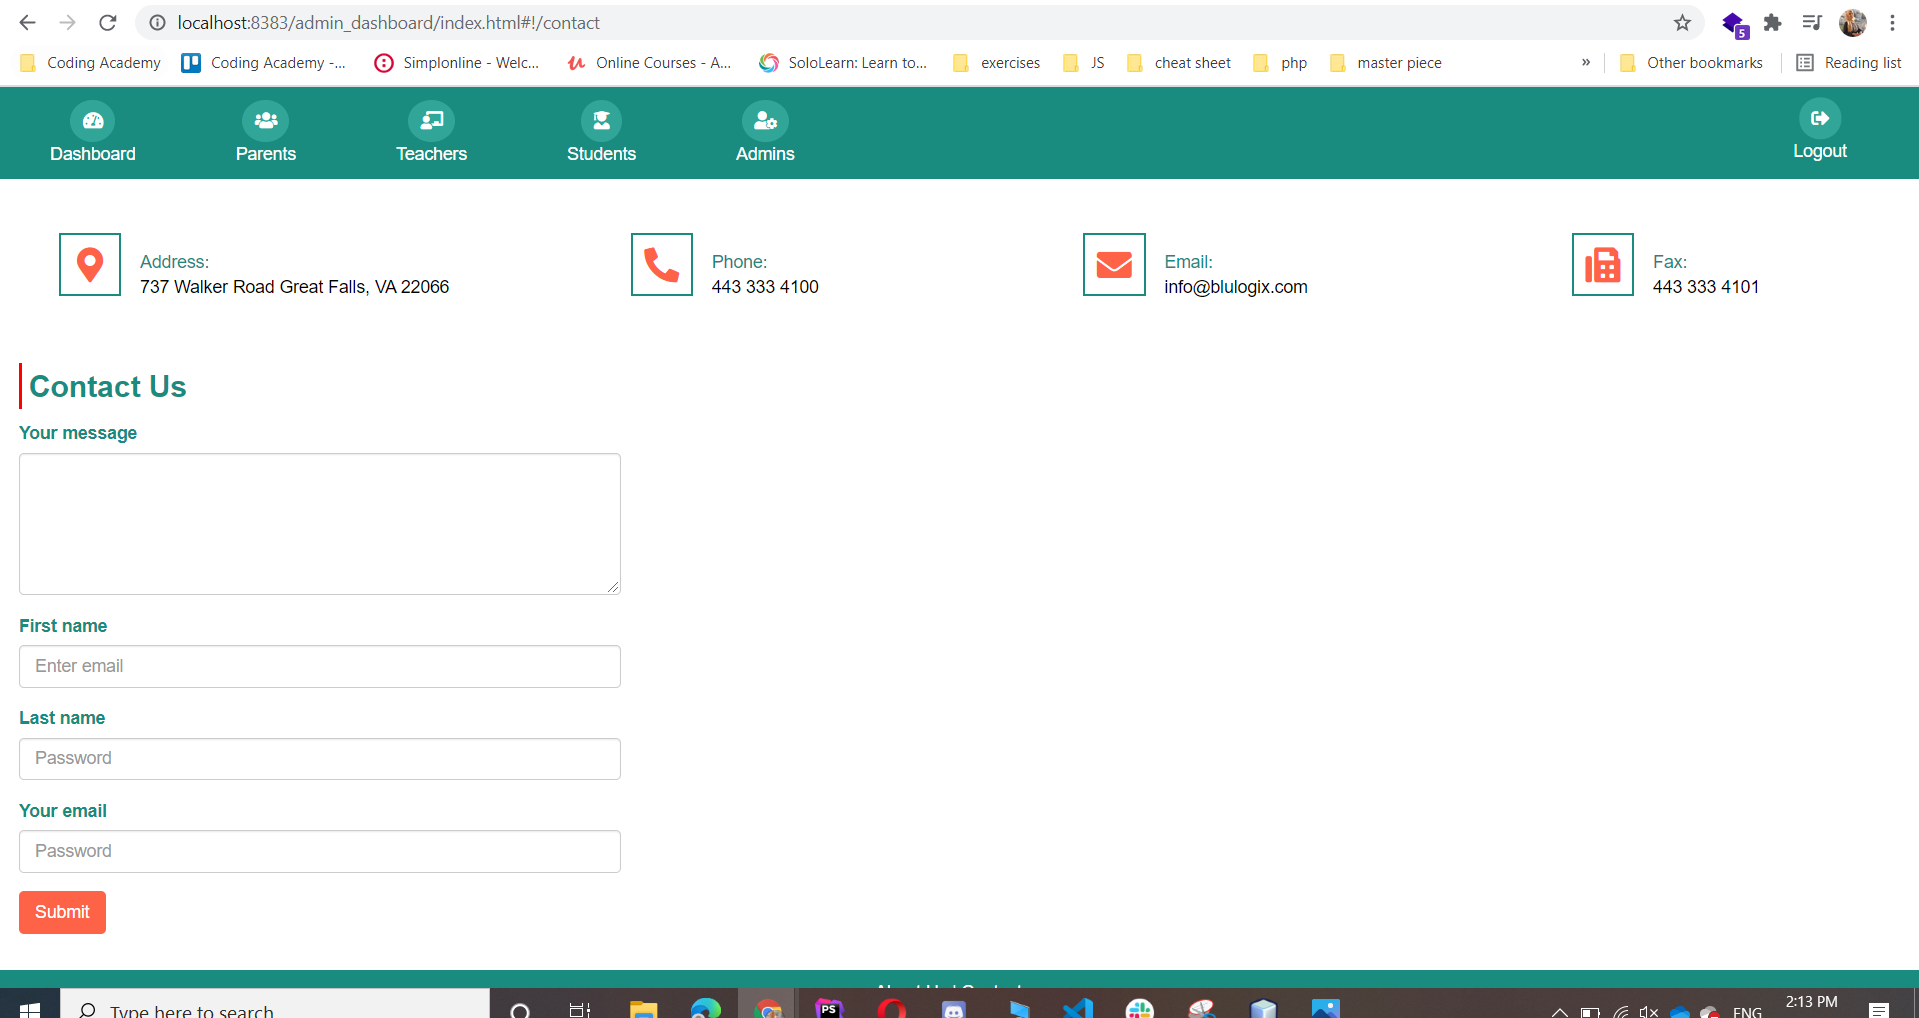 localhost:8383/admin_dashboard/index.html#!/contact
5
Coding Academy
Coding Academy -...
Simplonline - Welc...
Online Courses - A...
SoloLearn: Learn to...
exercises
JS
cheat sheet
php
master piece
»
Other bookmarks
Reading list
Dashboard
Parents
Teachers
Students
Admins
Logout
Address:
737 Walker Road Great Falls, VA 22066
Phone:
443 333 4100
Email:
info@blulogix.com
Fax:
443 333 4101
Contact Us
Your message
First name
Enter email
Last name
Password
Your email
Password
Submit
Type here to search
PS
ENG
2:13 PM